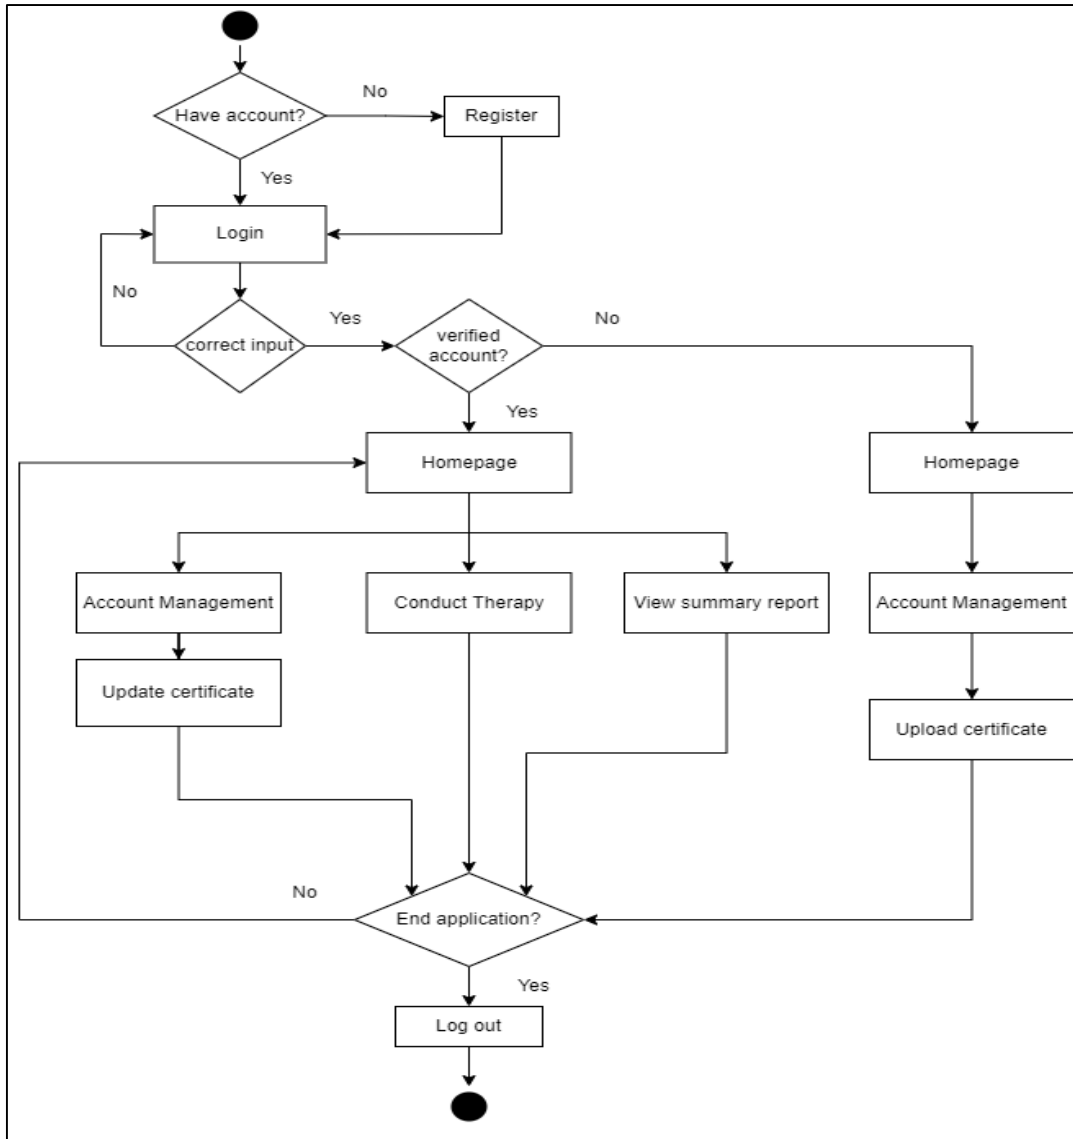 No
Have account?
Register
Yes
Login
No
Yes
No
correct input
verified
account?
Yes
Homepage
Homepage
Account Management
Conduct Therapy
View summary report
Account Management
Update certificate
Upload certificate
No
End application?
Yes
Log out